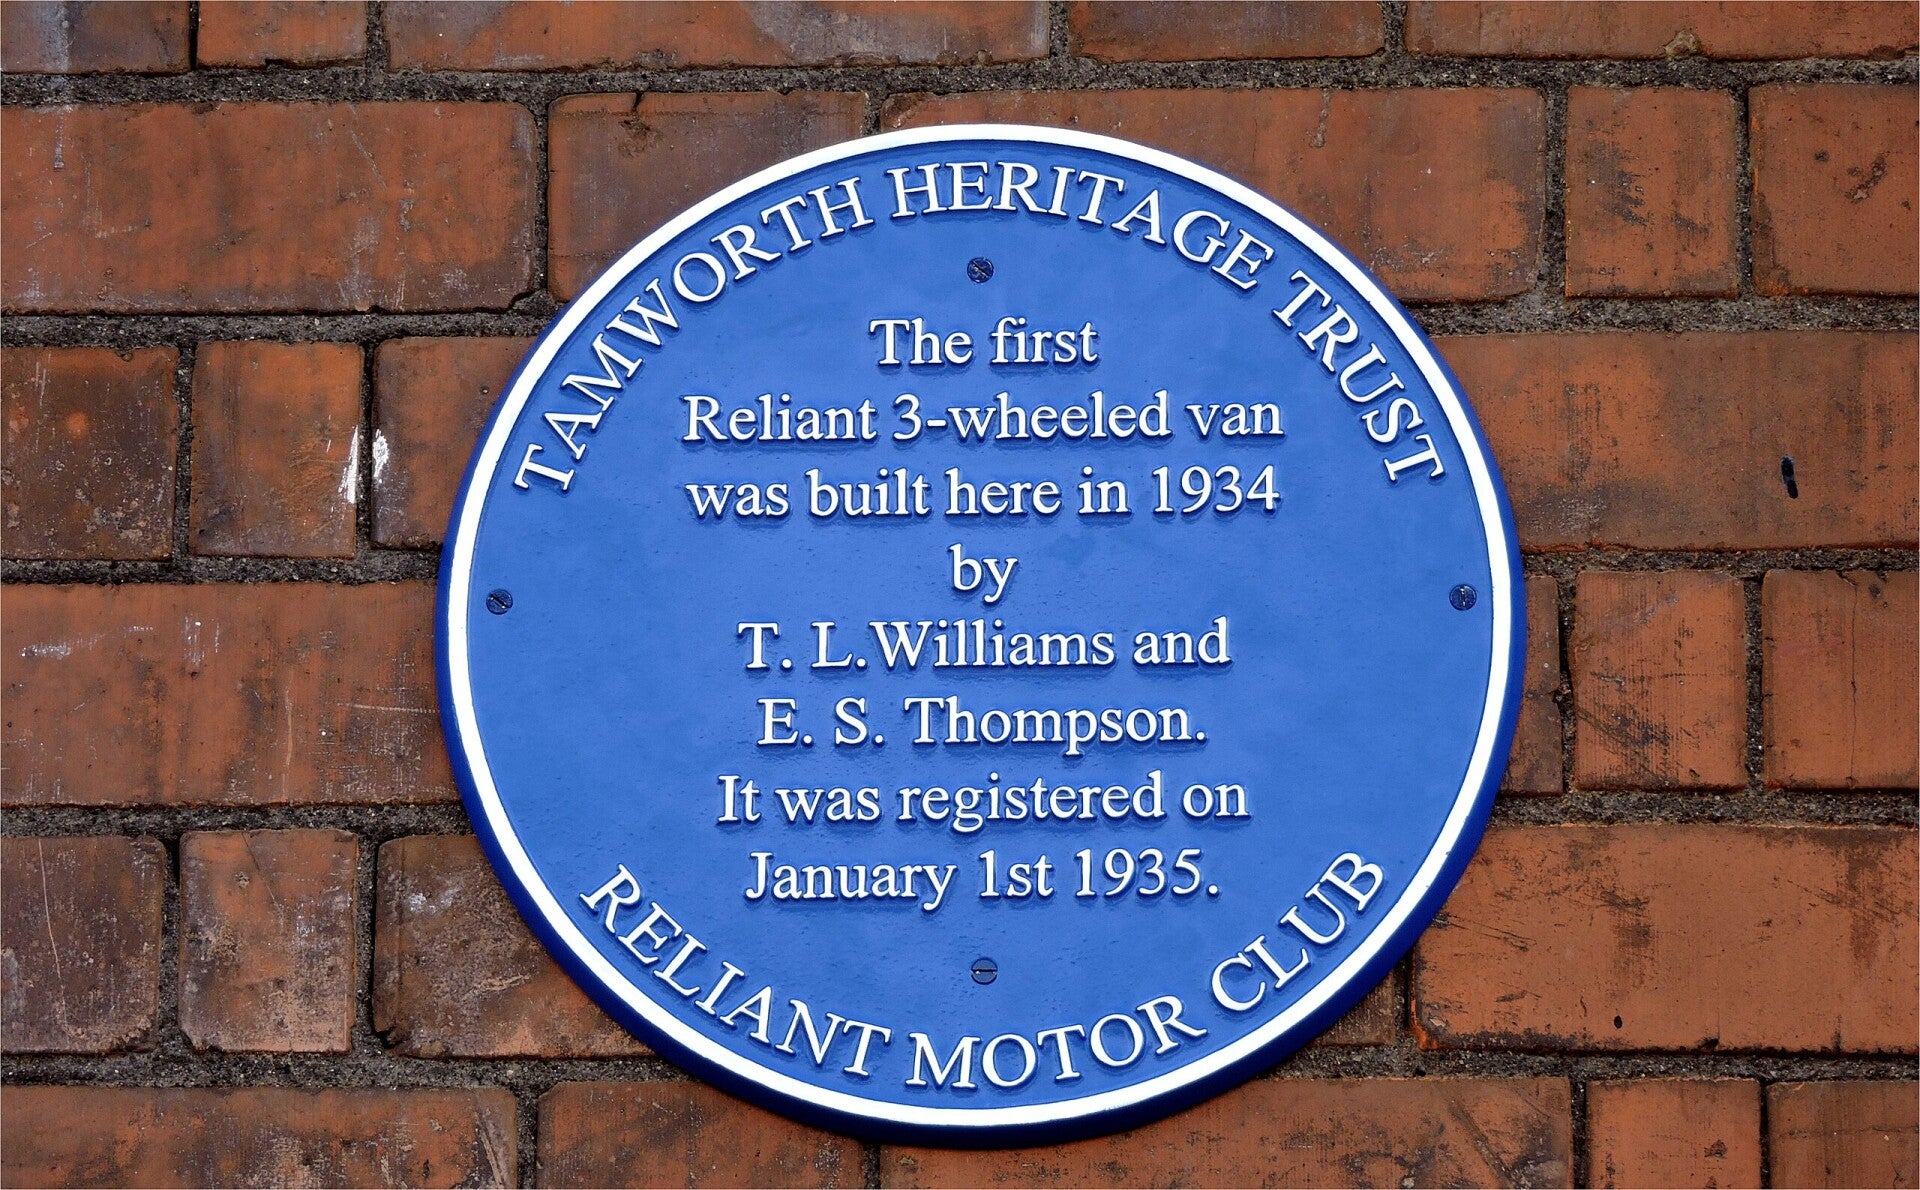 TAMWORTH HERITAGE TRUST
The first
Reliant 3-wheeled van
was built here in 1934
by
T. L. Williams and
E. S. Thompson.
It was registered on
January 1st 1935.
RELIANT MOTOR CLUB